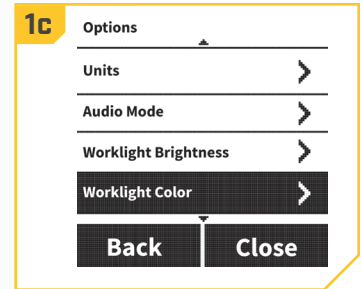 1c
Options
Units
Audio Mode
Worklight Brightness
Worklight Color
Back Close